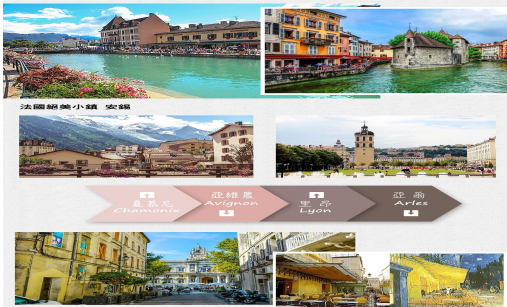 法國絕美小鎮 安錫
夏慕尼
Chamonix
亞維農
Avignon
里昂
Lyon
亞爾
Arles